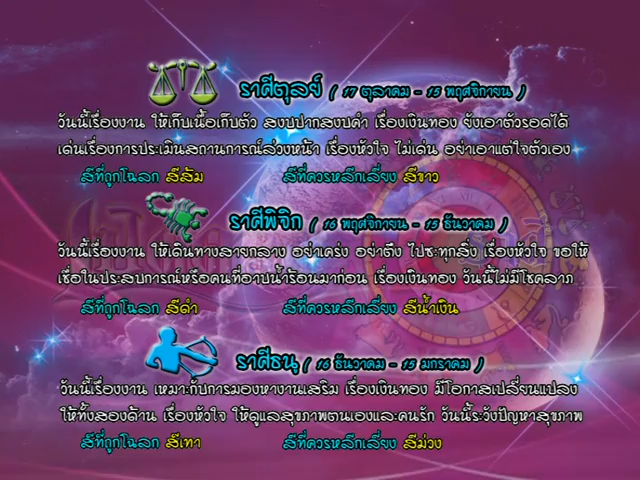 ราศีตุลย์ ( 17 ตุลาคม - 15 พฤศจิกายน )
วันนี้เรื่องงาน ให้เก็บเนื้อเก็บตัว สงบปากสงบคำ เรื่องเงินทอง ยังเอาตัวรอดได้
เด่นเรื่องการประเมินสถานการณ์ล่วงหน้า เรื่องหัวใจ ไม่เด่น อย่าเอาแต่ใจตัวเอง
สีที่ถูกโฉลก สีส้ม สีที่ควรหลีกเลี่ยง สีขาว
ราศีพิจิก ( 16 พฤศจิกายน - 15 ธันวาคม )
วันนี้เรื่องงาน ให้เดินทางสายกลาง อย่าเคร่ง อย่าตึง ไปซะทุกสิ่ง เรื่องหัวใจ ขอให้
เชื่อในประสบการณ์หรือคนที่อาบน้ำร้อนมาก่อน เรื่องเงินทอง วันนี้ไม่มีโชคลาภ
สีที่ถูกโฉลก สีดำ สีที่ควรหลีกเลี่ยง สีน้ำเงิน
ราศีธนู ( 16 ธันวาคม - 15 มกราคม )
วันนี้เรื่องงาน เหมาะกับการมองหางานเสริม เรื่องเงินทอง มีโอกาสเปลี่ยนแปลง
ให้ทั้งสองด้าน เรื่องหัวใจ ให้ดูแลสุขภาพตนเองและคนรัก วันนี้ระวังปัญหาสุขภาพ
สีที่ถูกโฉลก สีเทา สีที่ควรหลีกเลี่ยง สีม่วง